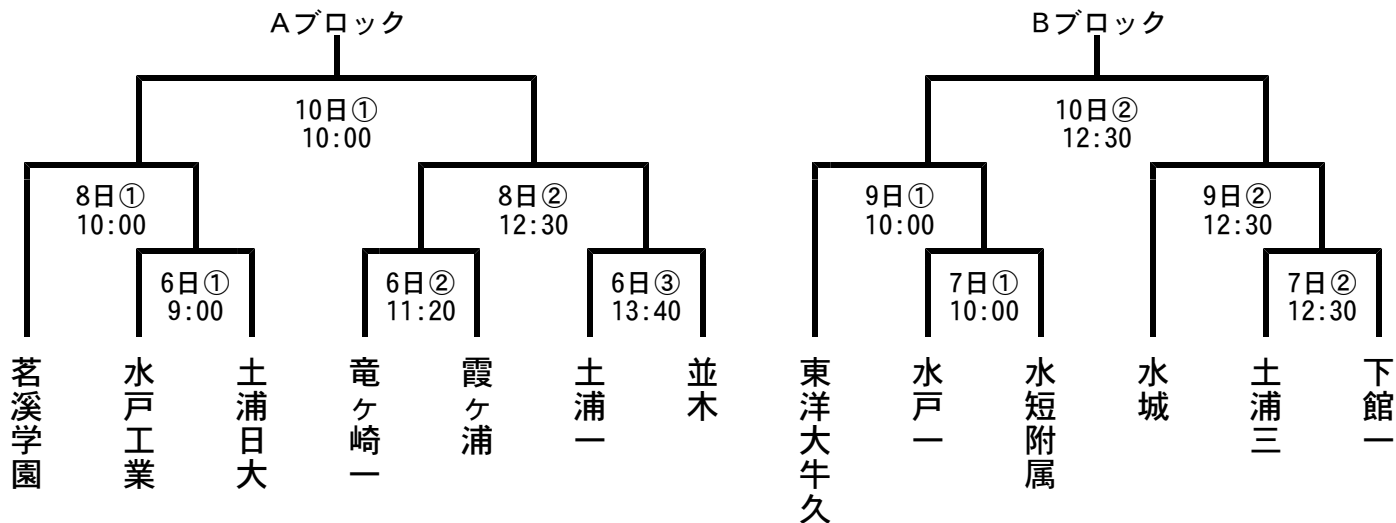 Aブロック
Bブロック
10日①
10:00
10日②
12:30
8日①
10:00
8日②
12:30
9日①
10:00
9日②
12:30
6日①
9:00
6日②
11:20
6日③
13:40
7日①
10:00
7日②
12:30
茗溪学園
水戸工業
土浦日大
竜ヶ崎一
霞ヶ浦
土浦一
並木
東洋大牛久
水戸一
水短附属
水城
土浦三
下館一